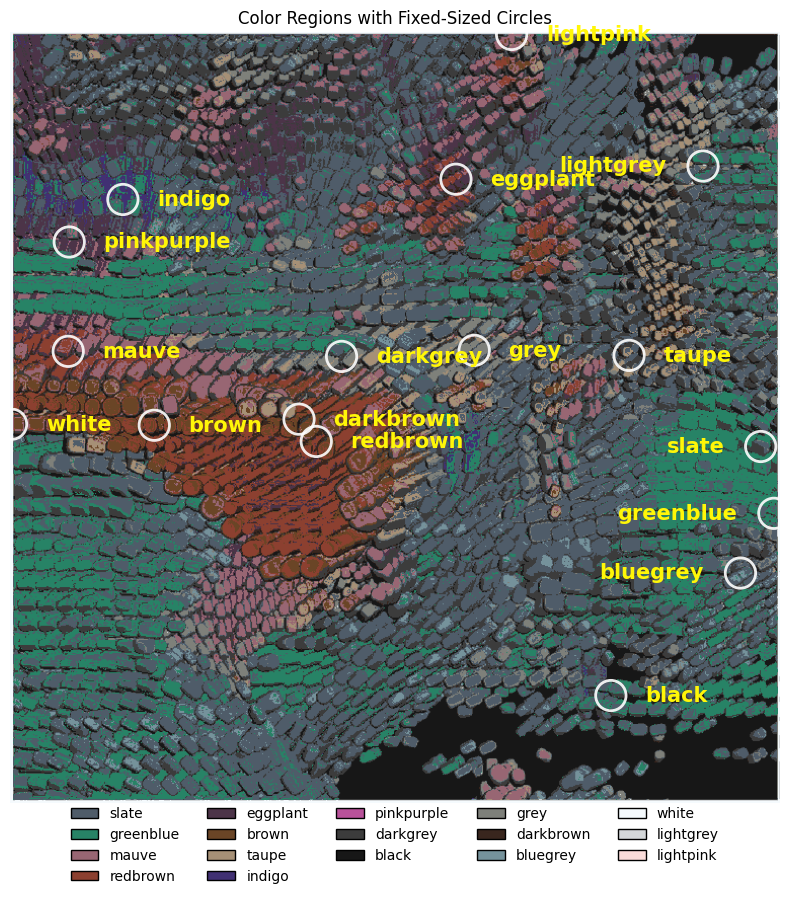 Color Regions with Fixed-Sized Circles
lightpink
lightgrey
eggplant
indigo
pinkpurple
mauve
darkgrey
grey
taupe
white
brown
darkbrown
redbrown
slate
greenblue
bluegrey
black
slate eggplant pinkpurple grey white
greenblue brown darkgrey darkbrown lightgrey
mauve taupe black bluegrey lightpink
redbrown indigo